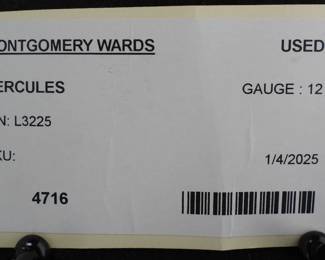 ONTGOMERY WARDS USED
ERCULES GAUGE : 12
N: L3225
KU: 1/4/2025
4716